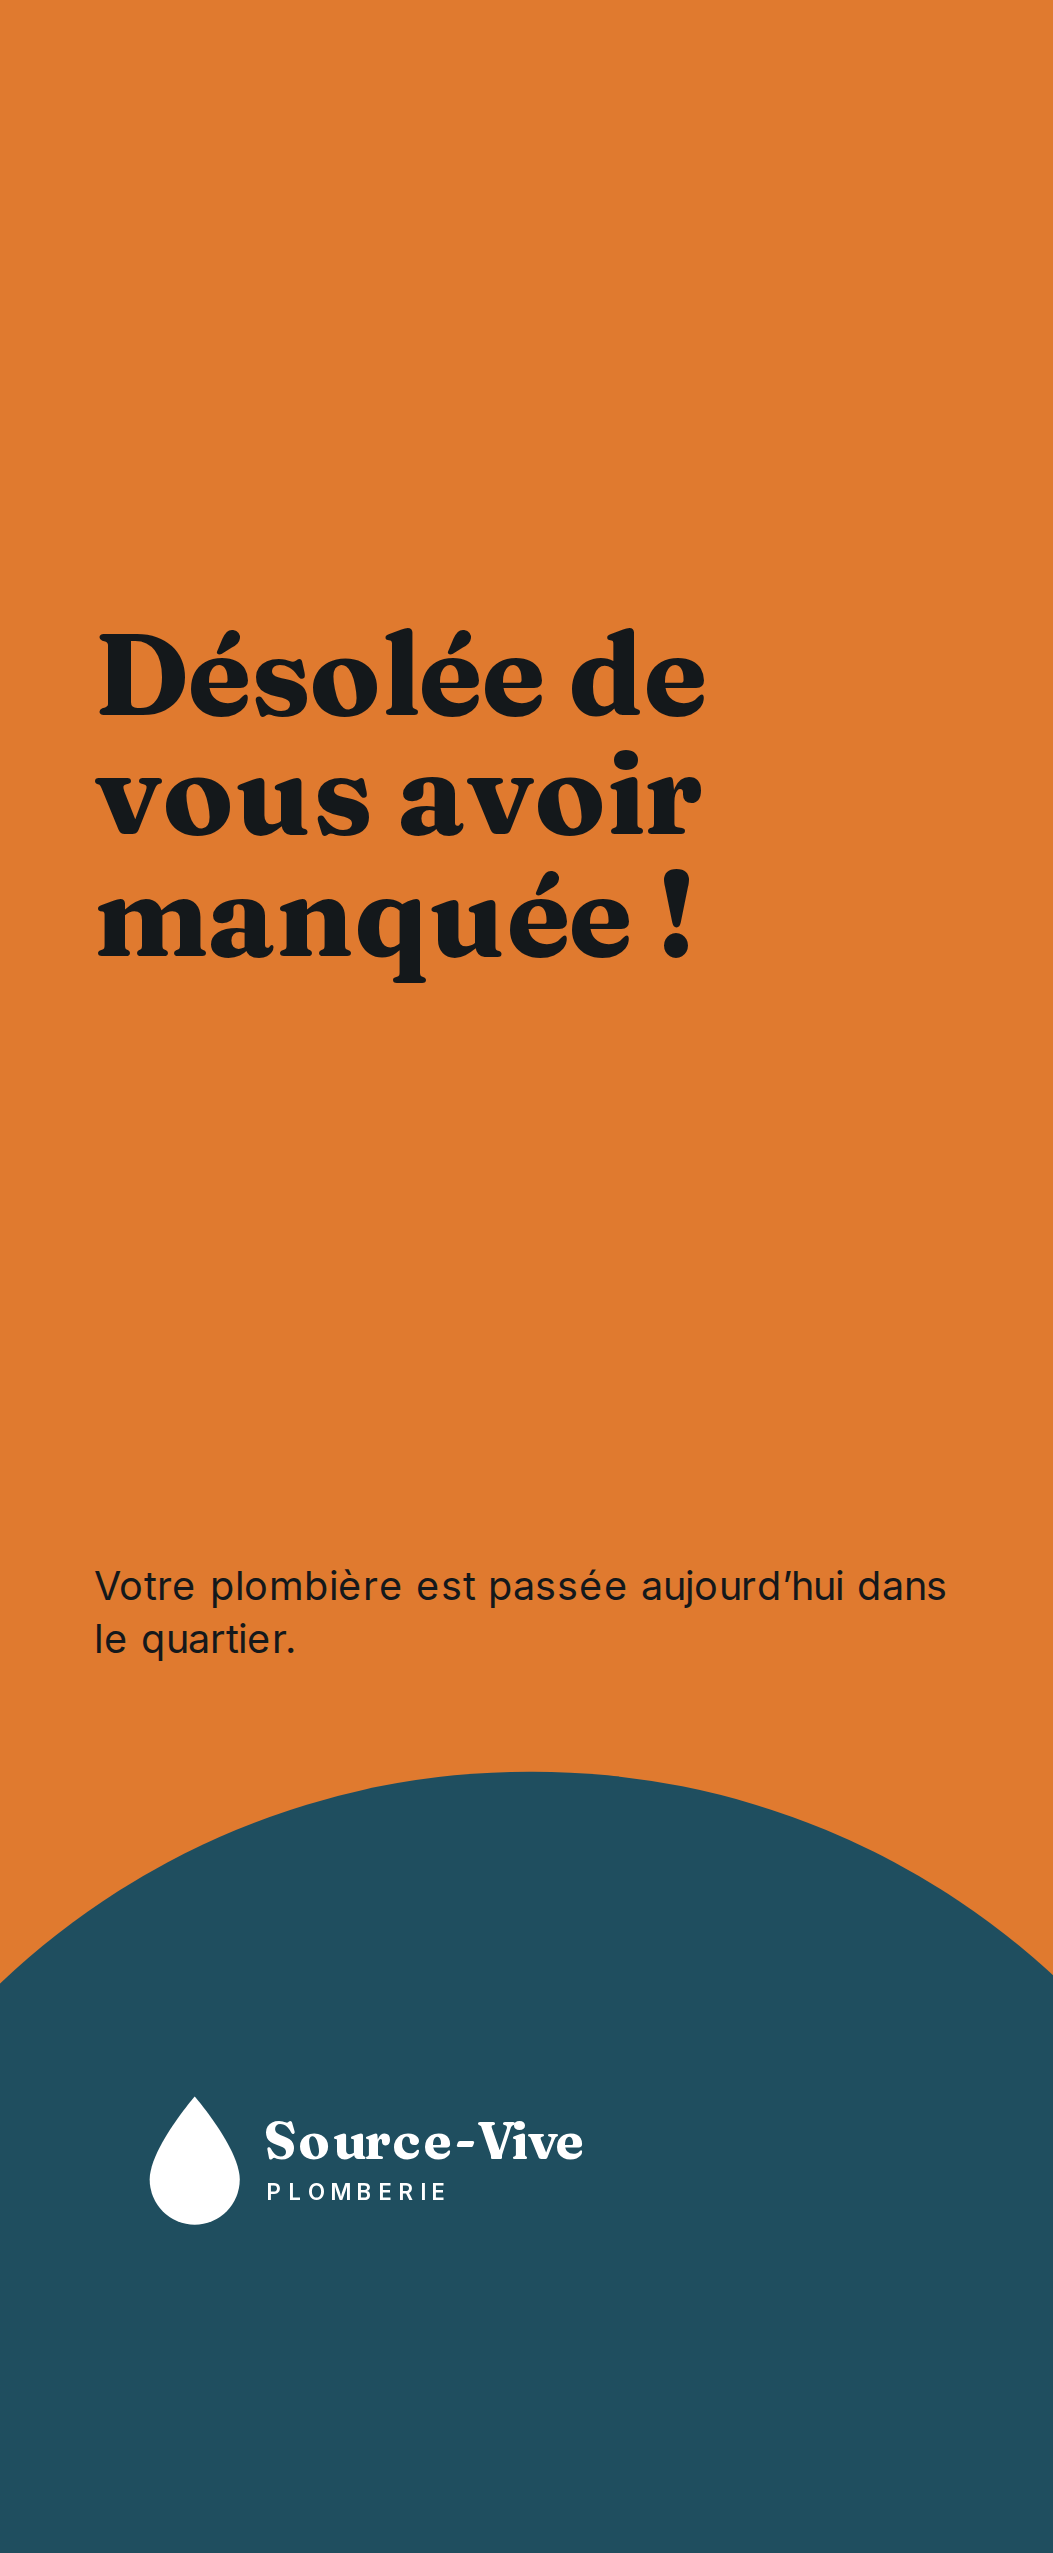 Désolée de
vous avoir
manquée !
Votre plombière est passée aujourd’hui dans
le quartier.
Source-Vive
PLOMBERIE